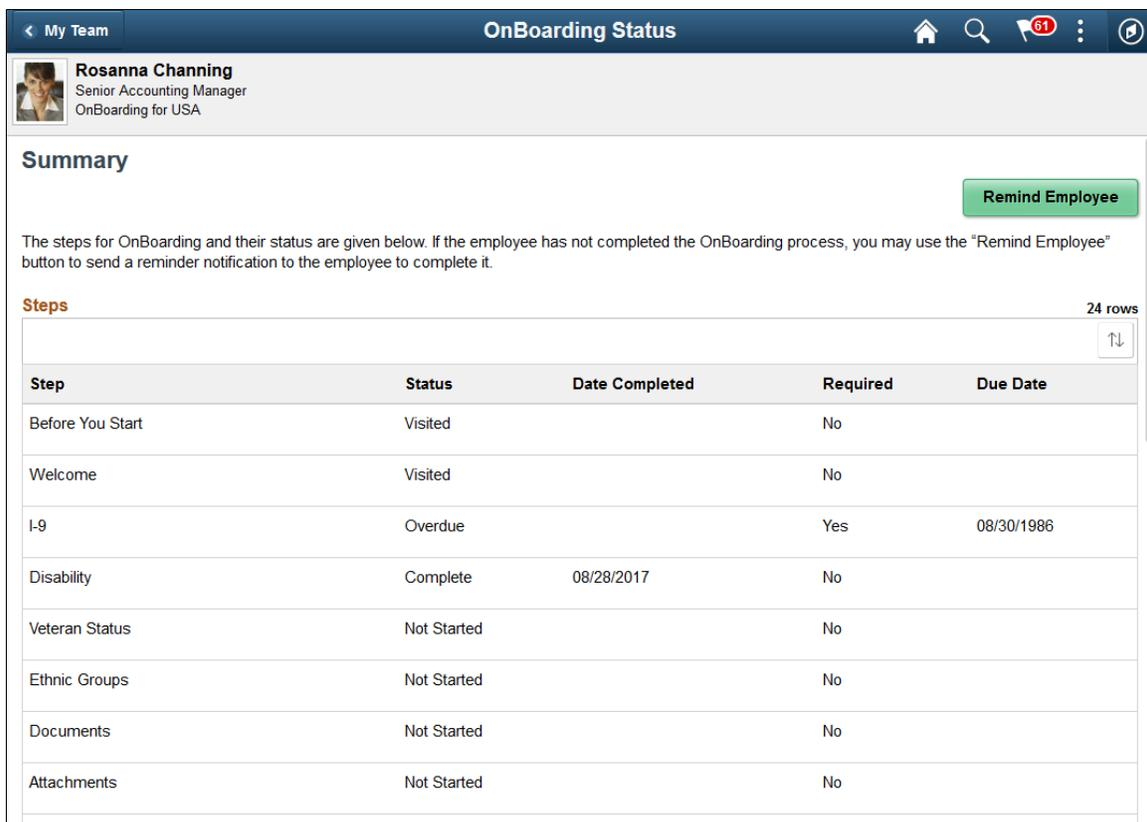 My Team
OnBoarding Status
61
Rosanna Channing
Senior Accounting Manager
OnBoarding for USA
Summary
Remind Employee
The steps for OnBoarding and their status are given below. If the employee has not completed the OnBoarding process, you may use the “Remind Employee”
button to send a reminder notification to the employee to complete it.
Steps
24 rows
Step Status Date Completed Required Due Date
Before You Start Visited No
Welcome Visited No
I-9 Overdue Yes 08/30/1986
Disability Complete 08/28/2017 No
Veteran Status Not Started No
Ethnic Groups Not Started No
Documents Not Started No
Attachments Not Started No